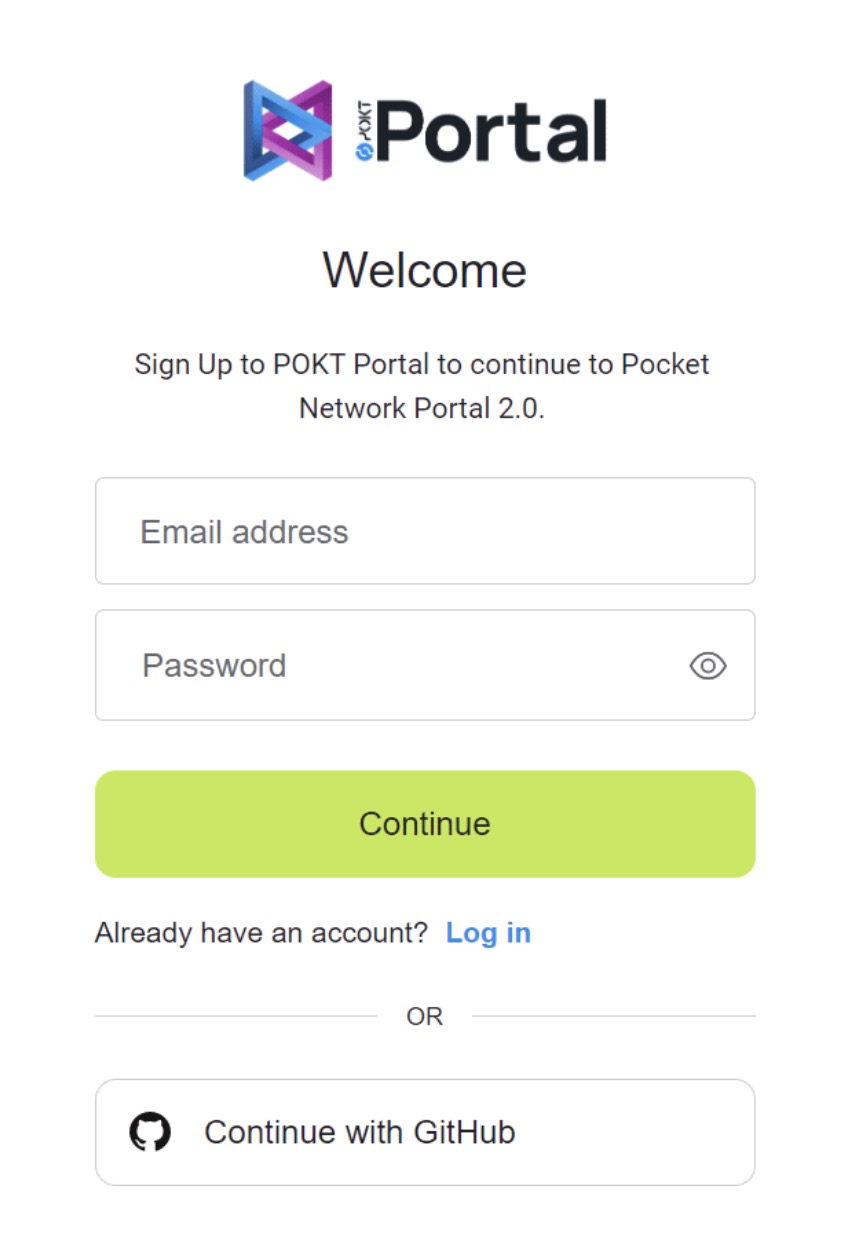 POKT
Portal
Welcome
Sign Up to POKT Portal to continue to Pocket
Network Portal 2.0.
Email address
Password
Continue
Already have an account? Log in
OR
Continue with GitHub